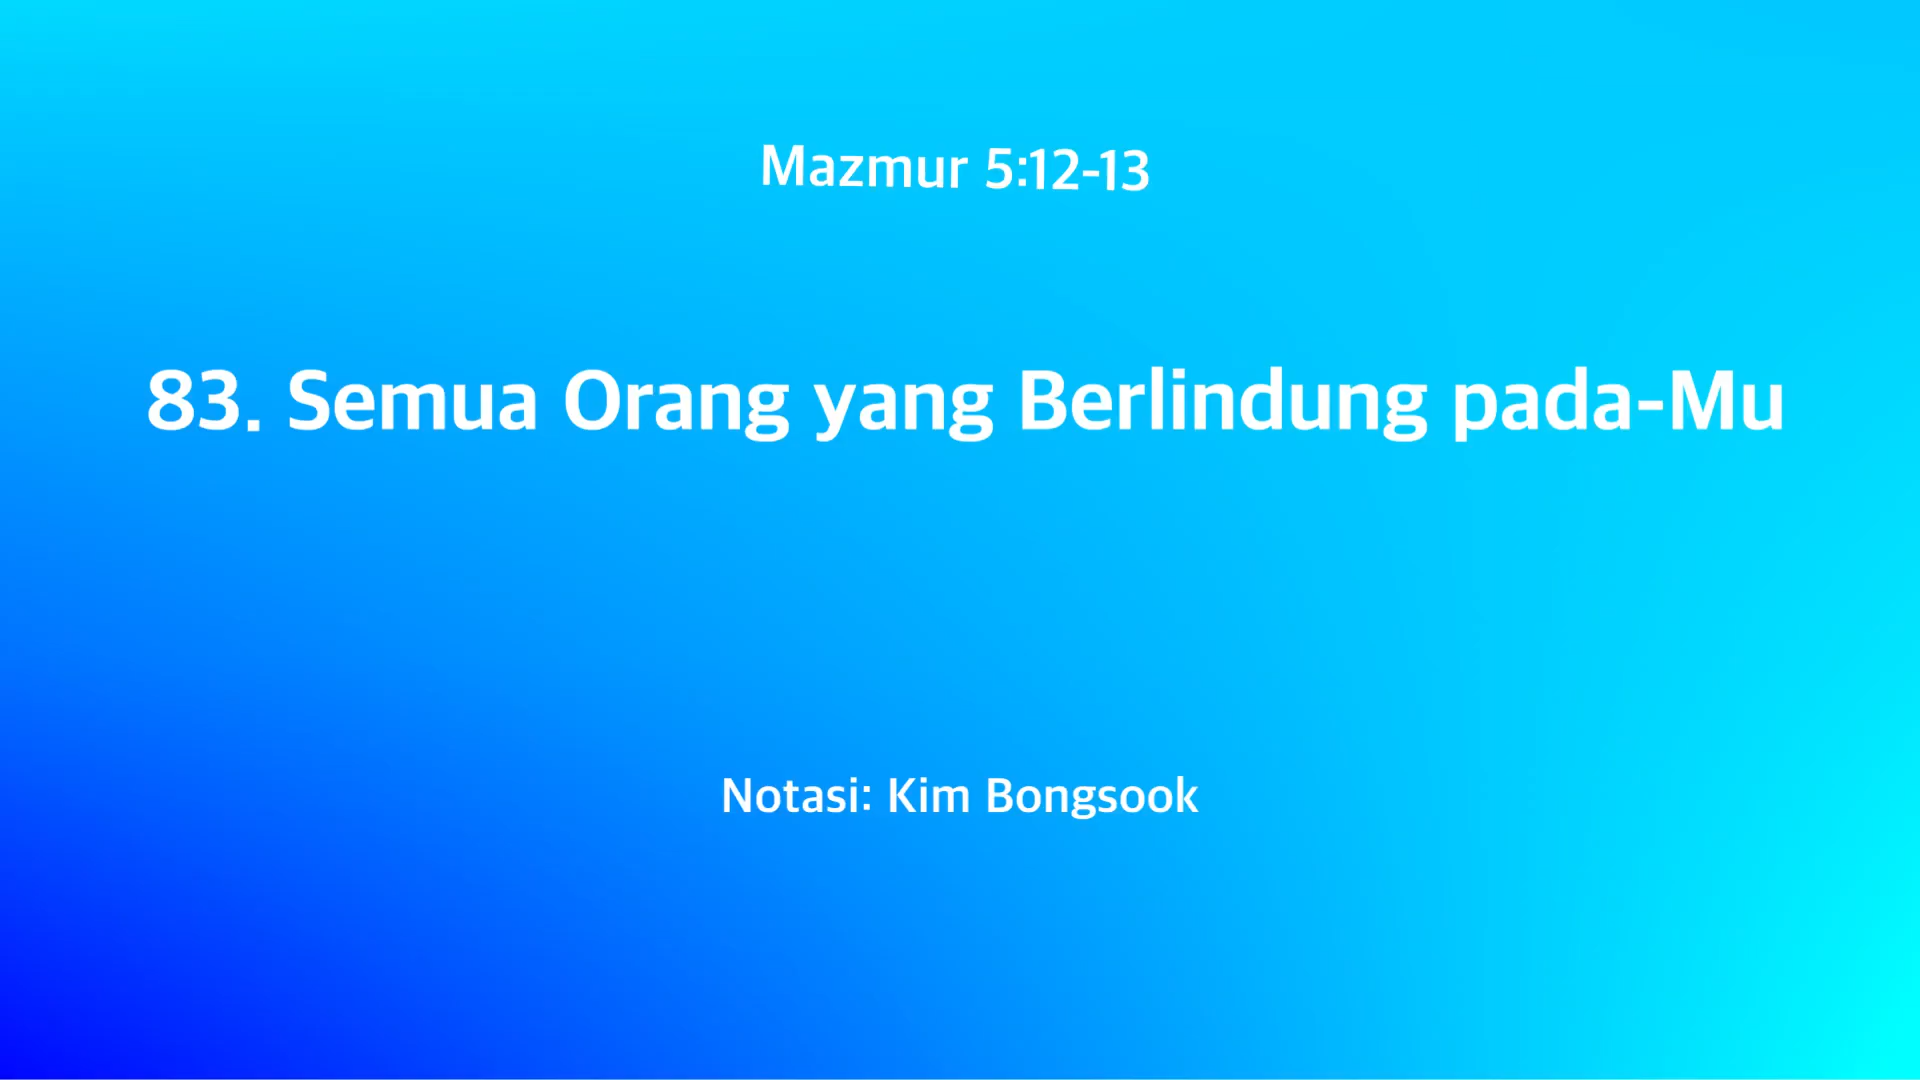 Mazmur 5:12-13
83. Semua Orang yang Berlindung pada-Mu
Notasi: Kim Bongsook